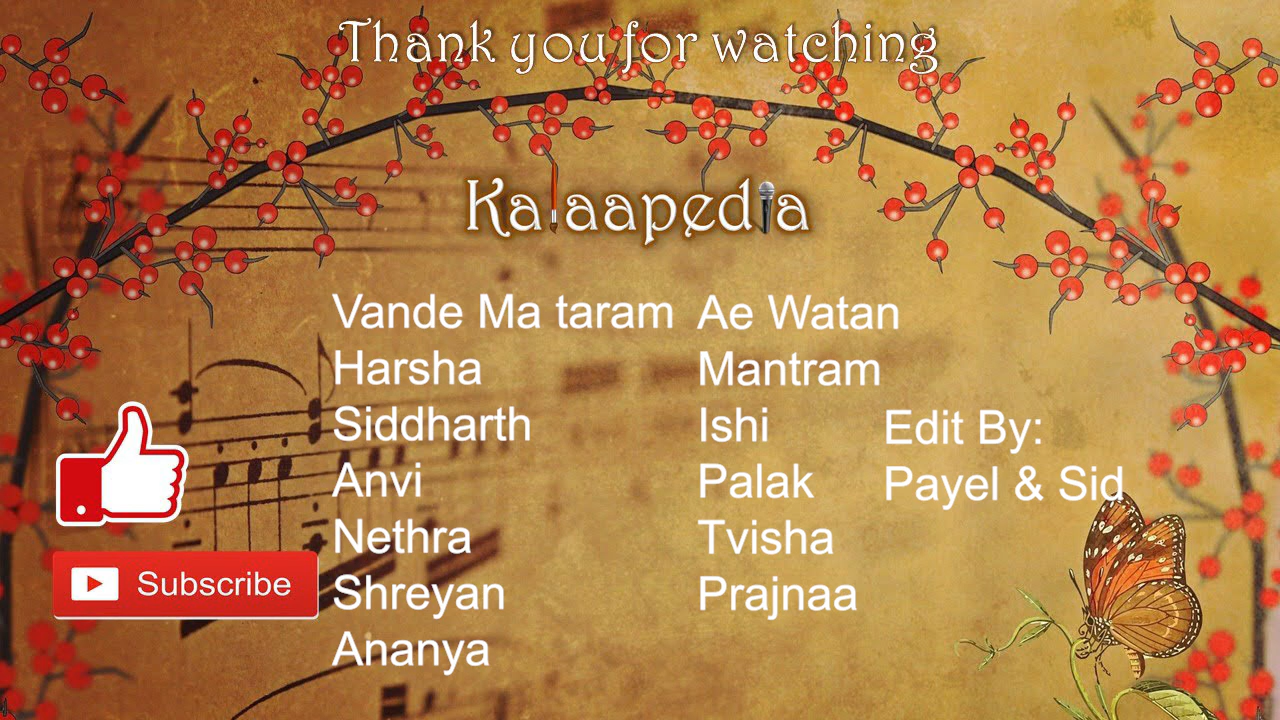 Thank you for watching
Kalaapedia
Vande Ma taram
Harsha
Siddharth
Anvi
Nethra
Shreyan
Ananya
Ae Watan
Mantram
Ishi
Palak
Tvisha
Prajnaa
Edit By:
Payel & Sid
Subscribe